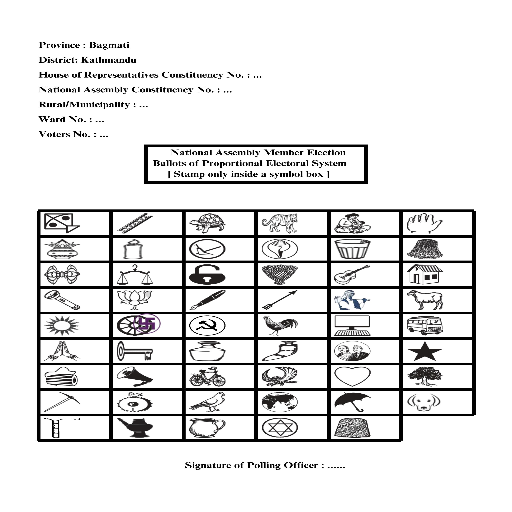 Province : Bagmati
District: Kathmandu
House of Representatives Constituency No. : ...
National Assembly Constituency No. : ...
Rural/Municipality : ...
Ward No. : ...
Voters No. : ...
National Assembly Member Election
Ballots of Proportional Electoral System
[ Stamp only inside a symbol box ]
Signature of Polling Officer : ......